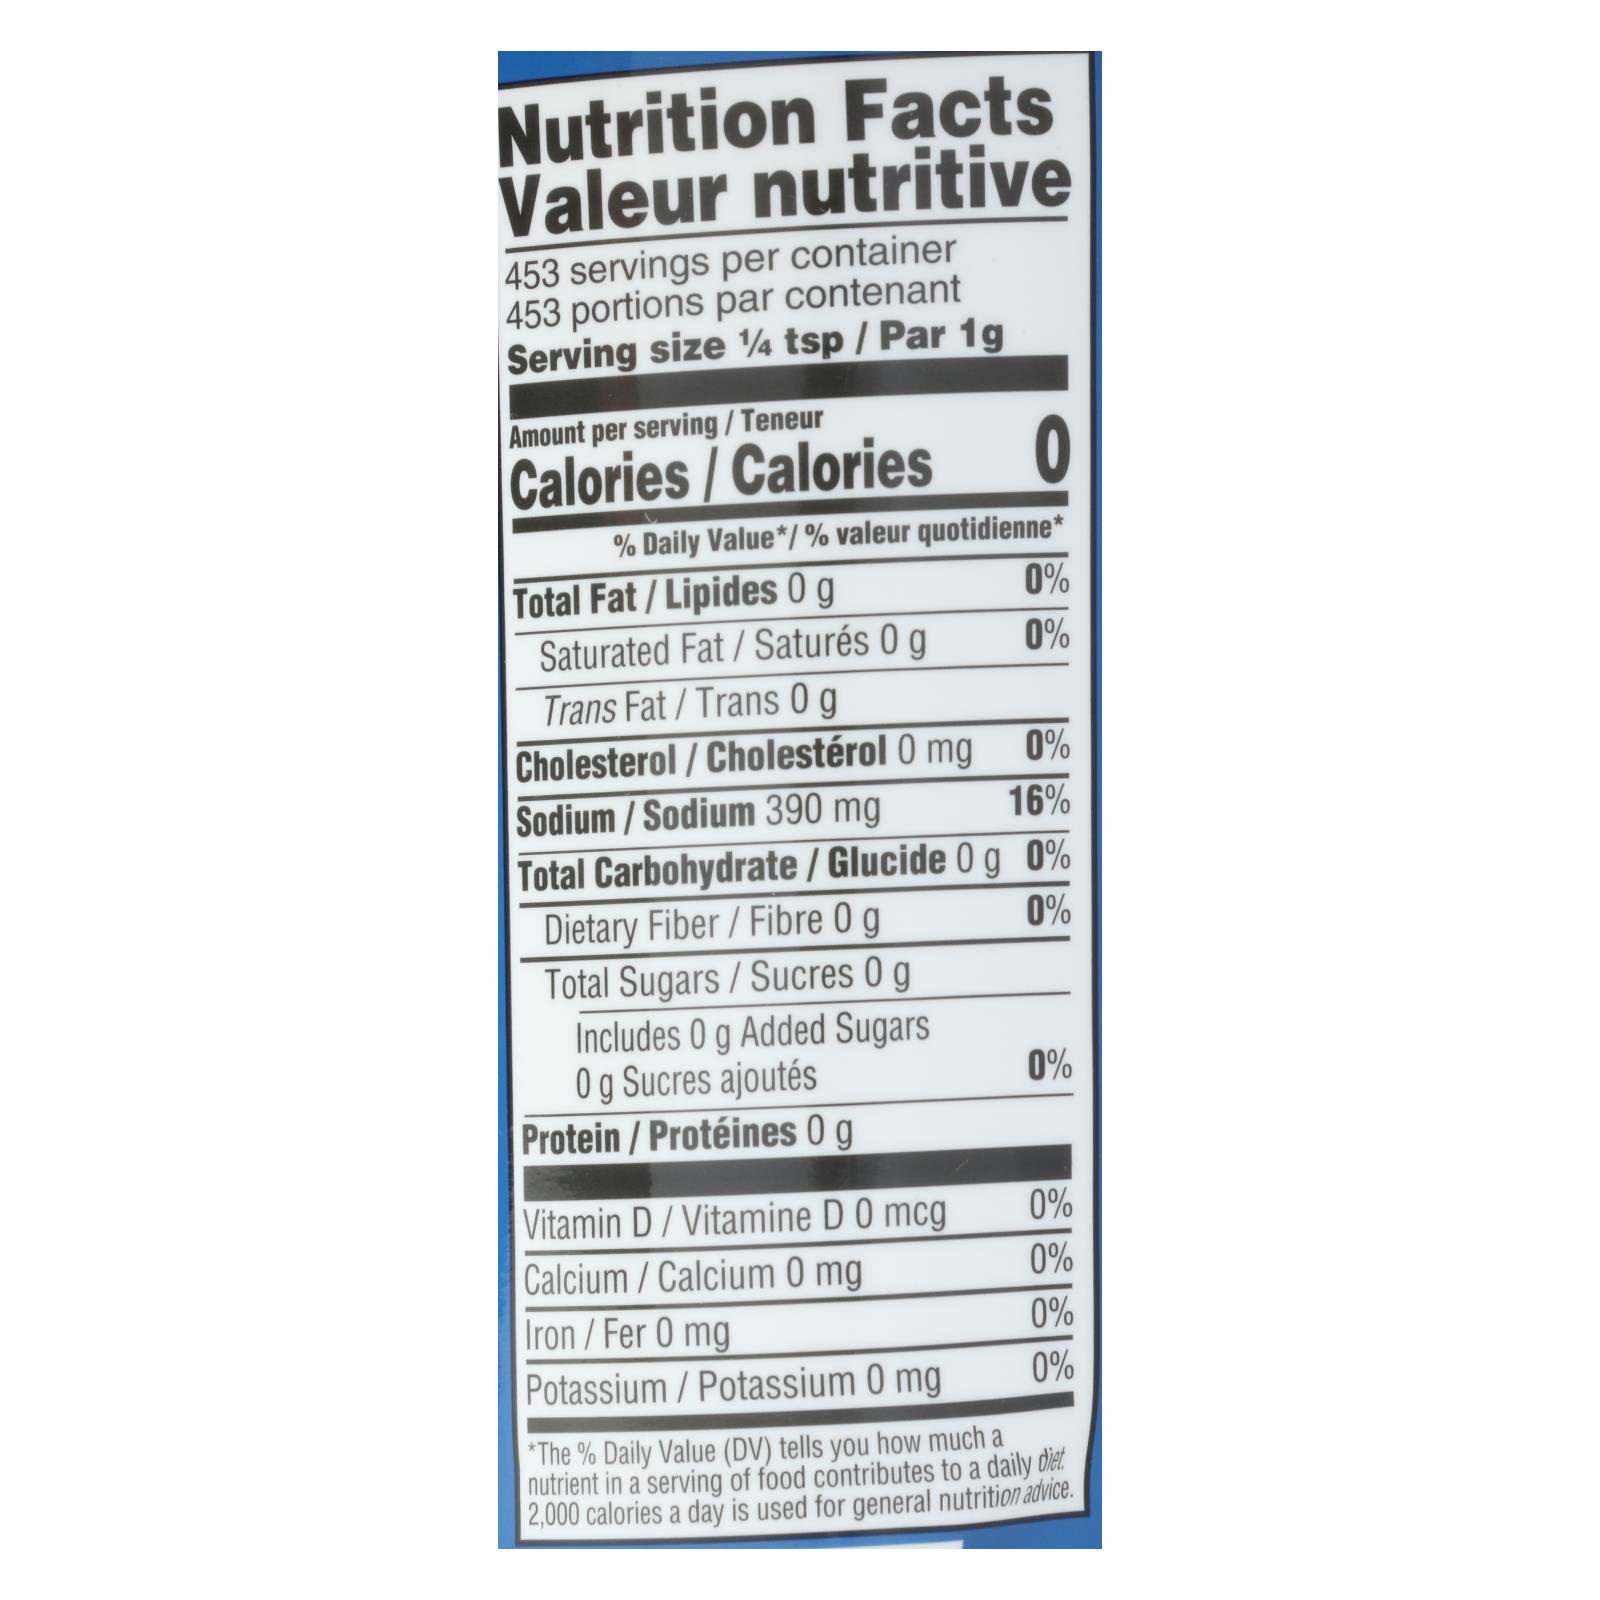 Nutrition Facts
Valeur nutritive
453 servings per container
453 portions par contenant
Serving size ¼ tsp / Par 1g
Amount per serving / Teneur
Calories / Calories 0
% Daily Value*/ % valeur quotidienne*
Total Fat / Lipides 0 g 0%
Saturated Fat / Saturés 0 g 0%
Trans Fat / Trans 0 g
Cholesterol / Cholestérol 0 mg 0%
Sodium / Sodium 390 mg 16%
Total Carbohydrate / Glucide 0 g 0%
Dietary Fiber / Fibre 0 g 0%
Total Sugars / Sucres 0 g
Includes 0 g Added Sugars
0 g Sucres ajoutés 0%
Protein / Protéines 0 g
Vitamin D / Vitamine D 0 mcg 0%
Calcium / Calcium 0 mg 0%
Iron / Fer 0 mg 0%
Potassium / Potassium 0 mg 0%
*The % Daily Value (DV) tells you how much a
nutrient in a serving of food contributes to a daily diet.
2,000 calories a day is used for general nutrition advice.